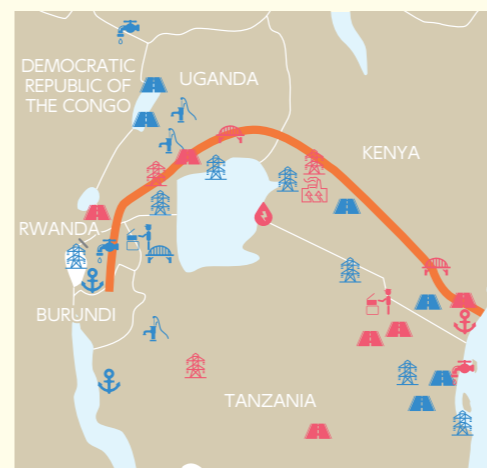 DEMOCRATIC
REPUBLIC OF
THE CONGO
UGANDA
KENYA
RWANDA
BURUNDI
TANZANIA